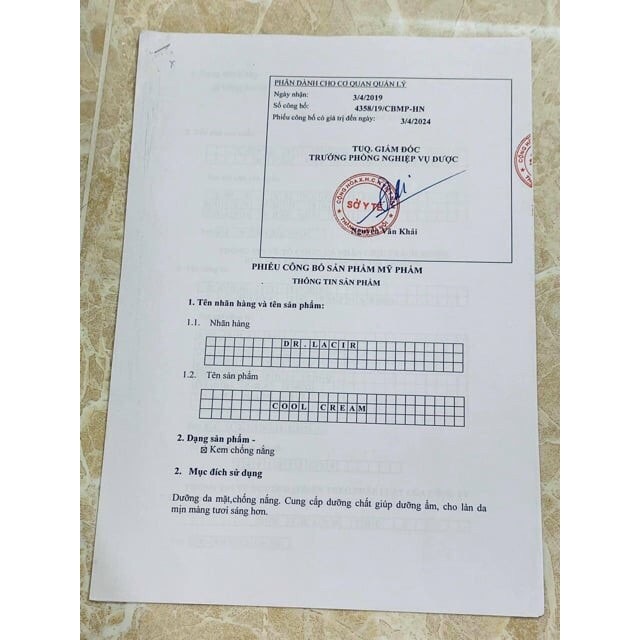 PHẦN DÀNH CHO CƠ QUAN QUẢN LÝ
Ngày nhận: 3/4/2019
Số công bố: 4358/19/CBMP-HN
Phiếu công bố có giá trị đến ngày: 3/4/2024
TUQ. GIÁM ĐỐC
TRƯỞNG PHÒNG NGHIỆP VỤ DƯỢC
SỞ Y TẾ
Nguyễn Văn Khải
PHIẾU CÔNG BỐ SẢN PHẨM MỸ PHẨM
THÔNG TIN SẢN PHẨM
1. Tên nhãn hàng và tên sản phẩm:
1.1. Nhãn hàng
DR.LACIR
1.2. Tên sản phẩm
COOL CREAM
2. Dạng sản phẩm -
Kem chống nắng
2. Mục đích sử dụng
Dưỡng da mặt,chống nắng. Cung cấp dưỡng chất giúp dưỡng ẩm, cho làn da
mịn màng tươi sáng hơn.